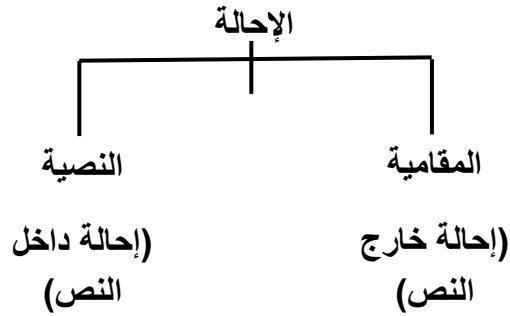 الإحالة
المقامية
(إحالة خارج
النص)
النصية
(إحالة داخل
النص)